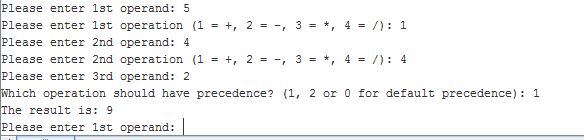 Please enter 1st operand: 5
Please enter 1st operation (1 = +, 2 = -, 3 = *, 4 = /): 1
Please enter 2nd operand: 4
Please enter 2nd operation (1 = +, 2 = -, 3 = *, 4 = /): 4
Please enter 3rd operand: 2
Which operation should have precedence? (1, 2 or 0 for default precedence): 1
The result is: 9
Please enter 1st operand: